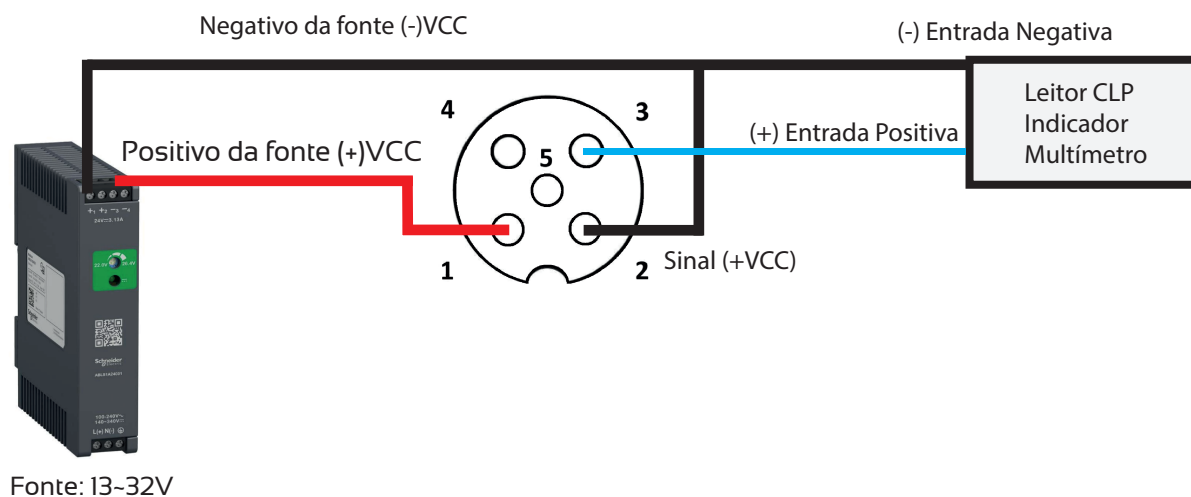 Negativo da fonte (-)VCC
(-) Entrada Negativa
Leitor CLP
Indicador
Multímetro
4
3
5
(+) Entrada Positiva
Positivo da fonte (+)VCC
1
2
Sinal (+VCC)
Schneider
L(+) N(-)
Fonte: 13~32V